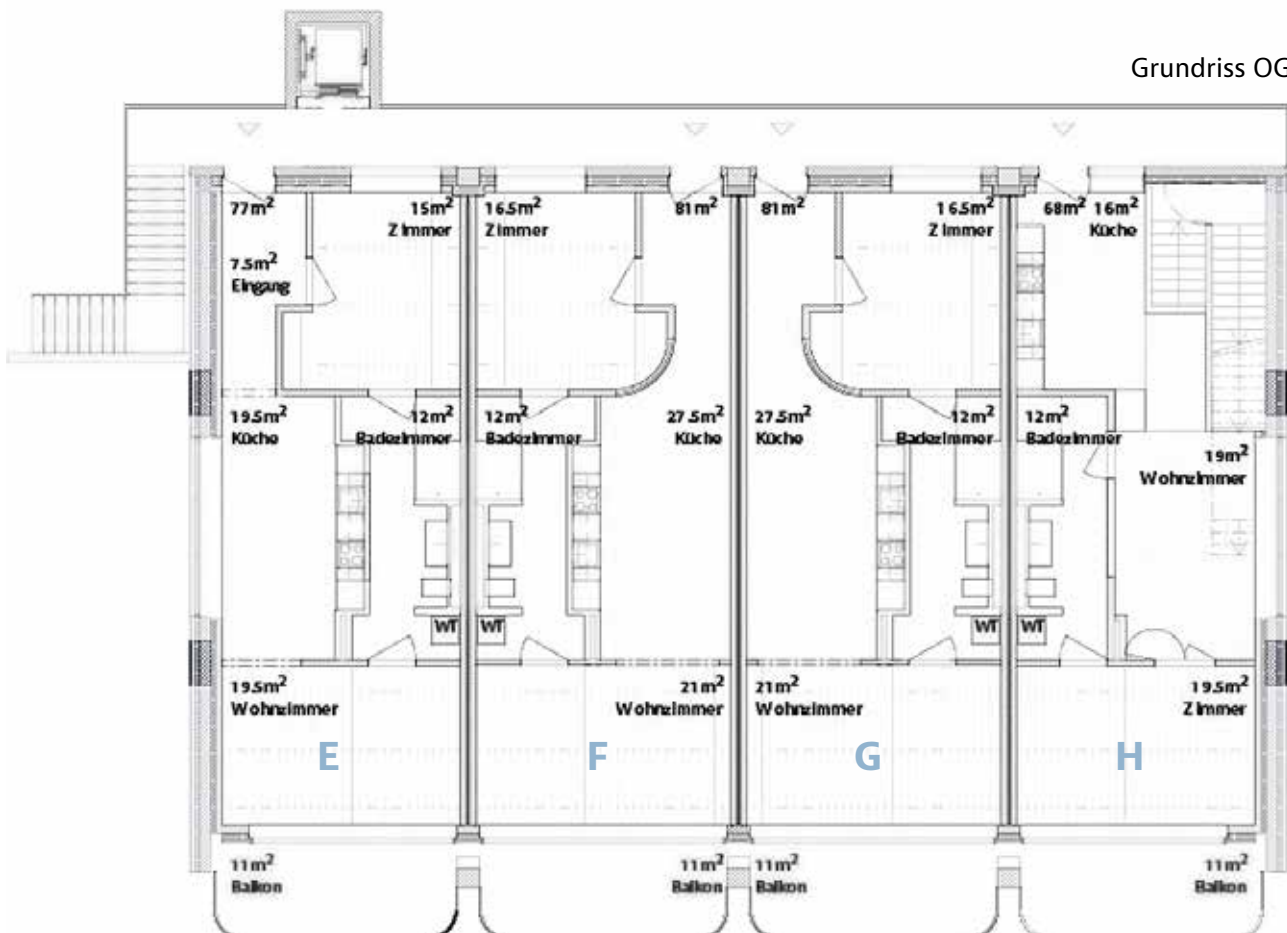 Grundriss OG
77m²
15m²
Zimmer
16.5m²
Zimmer
81m²
81m²
16.5m²
Zimmer
68m²
16m²
Küche
7.5m²
Eingang
19.5m²
Küche
12m²
Badezimmer
12m²
Badezimmer
27.5m²
Küche
27.5m²
Küche
12m²
Badezimmer
12m²
Badezimmer
19m²
Wohnzimmer
WT
WT
WT
WT
19.5m²
Wohnzimmer
21m²
Wohnzimmer
21m²
Wohnzimmer
19.5m²
Zimmer
E
F
G
H
11m²
Balkon
11m²
Balkon
11m²
Balkon
11m²
Balkon